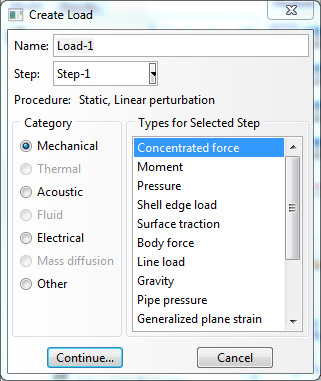 Create Load
Name: Load-1
Step: Step-1
Procedure: Static, Linear perturbation
Category
Mechanical
Thermal
Acoustic
Fluid
Electrical
Mass diffusion
Other
Types for Selected Step
Concentrated force
Moment
Pressure
Shell edge load
Surface traction
Body force
Line load
Gravity
Pipe pressure
Generalized plane strain
Continue...
Cancel